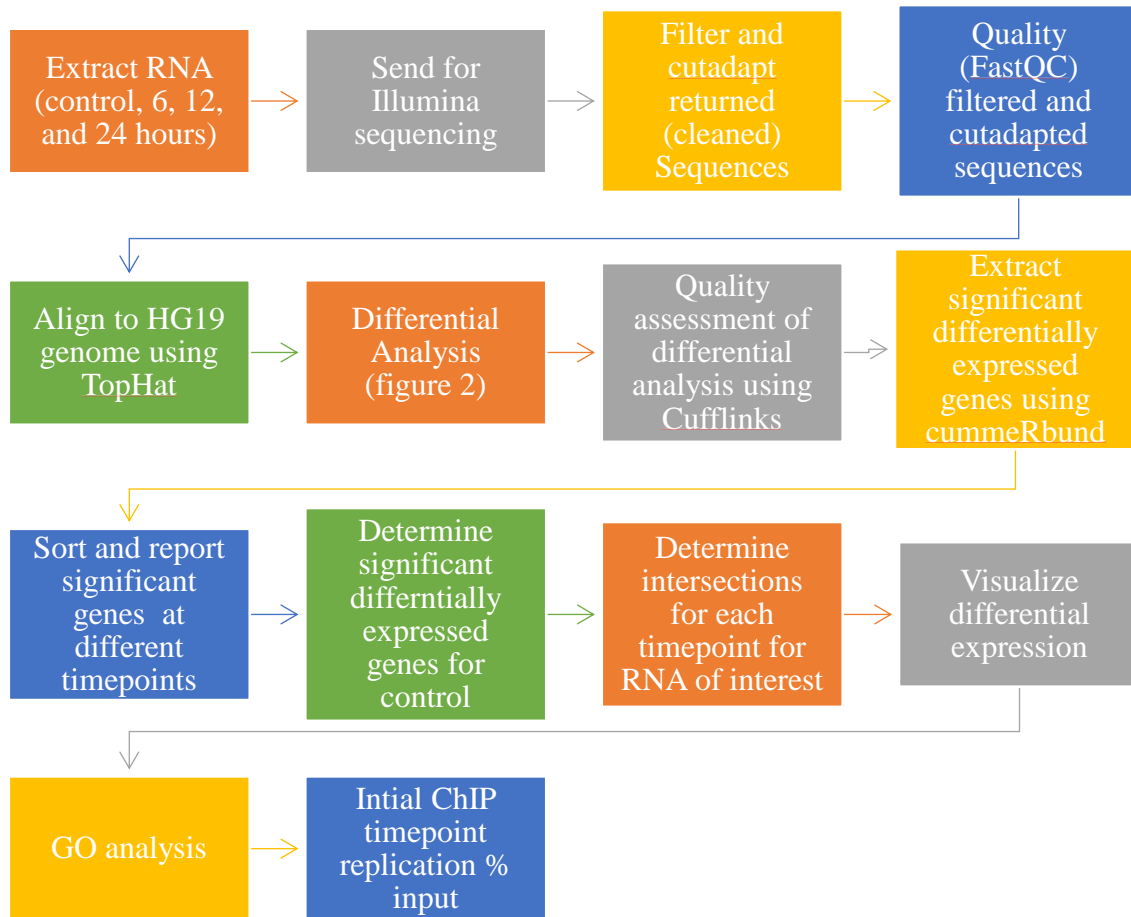 Extract RNA
(control, 6, 12,
and 24 hours)
Send for
Illumina
sequencing
Filter and
cutadapt
returned
(cleaned)
Sequences
Quality
(FastQC)
filtered and
cutadapted
sequences
Align to HG19
genome using
TopHat
Differential
Analysis
(figure 2)
Quality
assessment of
differential
analysis using
Cufflinks
Extract
significant
differentially
expressed
genes using
cummeRbund
Sort and report
significant
genes at
different
timepoints
Determine
significant
differntially
expressed
genes for
control
Determine
intersections
for each
timepoint for
RNA of interest
Visualize
differential
expression
GO analysis
Intial ChIP
timepoint
replication %
input